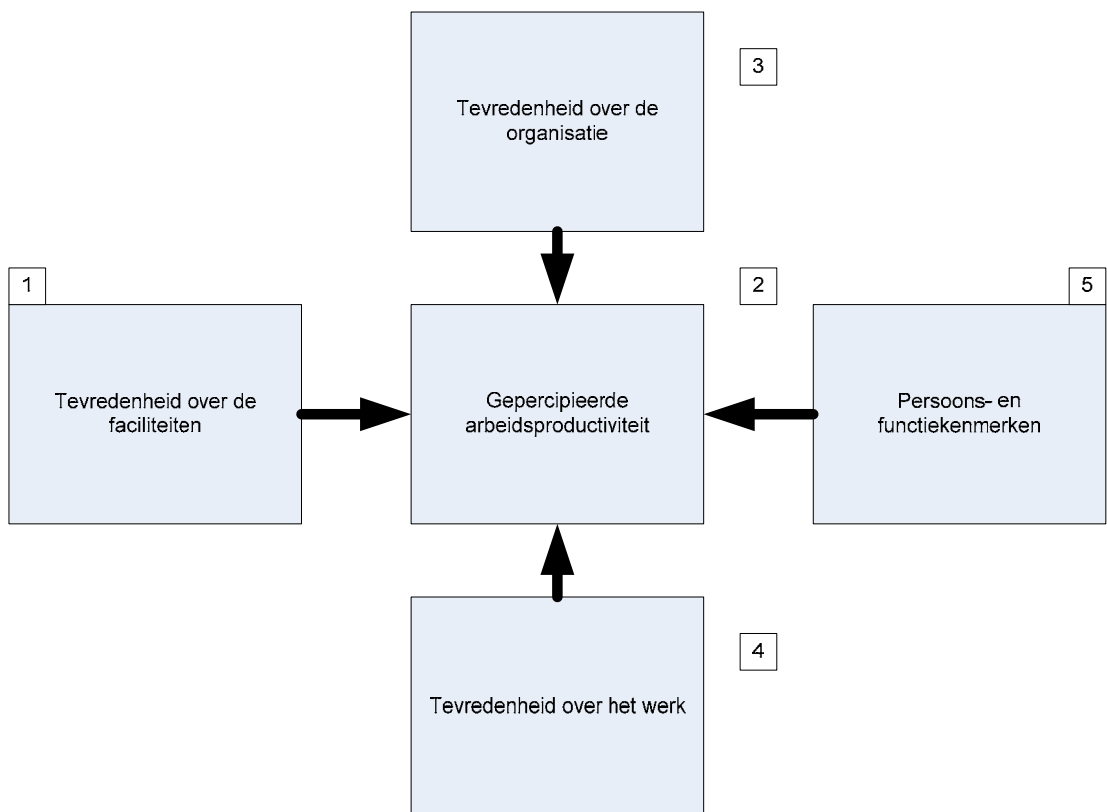 3
Tevredenheid over de
organisatie
1
2
5
Tevredenheid over de
faciliteiten
Gepercipieerde
arbeidsproductiviteit
Persoons- en
functiekenmerken
4
Tevredenheid over het werk